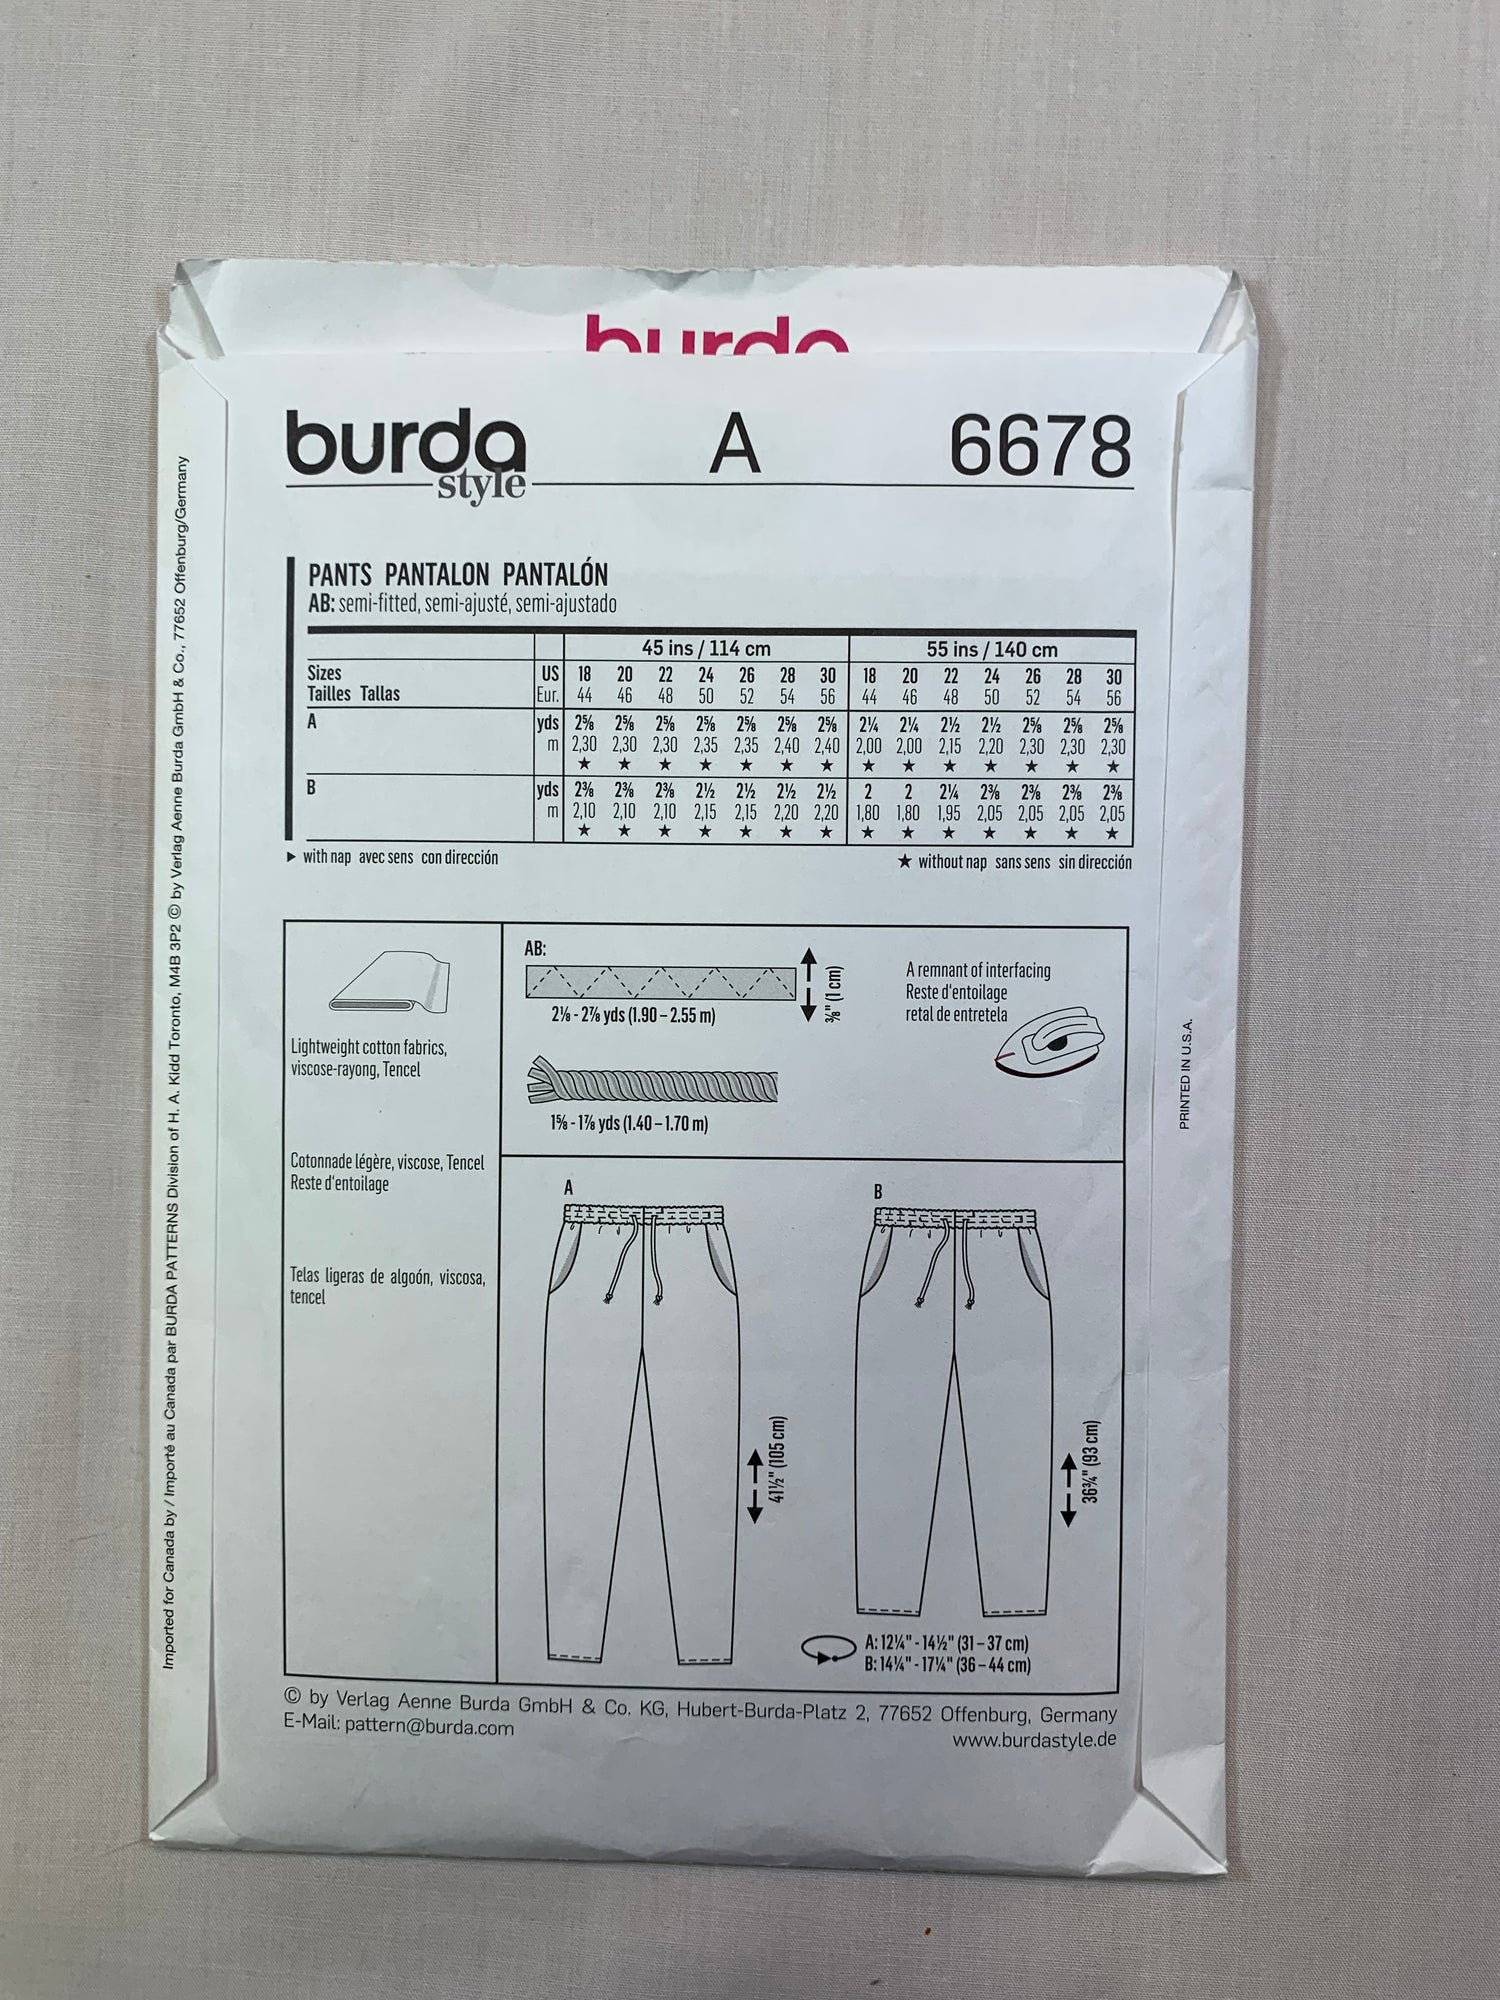 burda
burda A 6678
style
PANTS PANTALON PANTALÓN
AB: semi-fitted, semi-ajusté, semi-ajustado
45 ins / 114 cm 55 ins / 140 cm
Sizes US 18 20 22 24 26 28 30 18 20 22 24 26 28 30
Tailles Tallas Eur. 44 46 48 50 52 54 56 44 46 48 50 52 54 56
A yds 2⅝ 2⅝ 2⅝ 2⅝ 2⅝ 2⅝ 2⅝ 2¼ 2¼ 2½ 2½ 2⅝ 2⅝ 2⅝
m 2,30 2,30 2,30 2,35 2,35 2,40 2,40 2,00 2,00 2,15 2,20 2,30 2,30 2,30
★ ★ ★ ★ ★ ★ ★ ★ ★ ★ ★ ★ ★ ★
B yds 2⅜ 2⅜ 2⅜ 2½ 2½ 2½ 2½ 2 2 2¼ 2⅜ 2⅜ 2⅜ 2⅜
m 2,10 2,10 2,10 2,15 2,15 2,20 2,20 1,80 1,80 1,95 2,05 2,05 2,05 2,05
★ ★ ★ ★ ★ ★ ★ ★ ★ ★ ★ ★ ★ ★
▶ with nap avec sens con dirección ★ without nap sans sens sin dirección
Lightweight cotton fabrics,
viscose-rayong, Tencel
Cotonnade légère, viscose, Tencel
Reste d'entoilage
Telas ligeras de algoón, viscosa,
tencel
AB:
2⅛ - 2⅞ yds (1.90 – 2.55 m)
⅜" (1 cm)
1⅝ - 1⅞ yds (1.40 – 1.70 m)
A remnant of interfacing
Reste d'entoilage
retal de entretela
A
41½" (105 cm)
B
36¾" (93 cm)
A: 12¼" - 14½" (31 – 37 cm)
B: 14¼" - 17¼" (36 – 44 cm)
© by Verlag Aenne Burda GmbH & Co. KG, Hubert-Burda-Platz 2, 77652 Offenburg, Germany
E-Mail: pattern@burda.com
www.burdastyle.de
Imported for Canada by / Importé au Canada par BURDA PATTERNS Division of H. A. Kidd Toronto, M4B 3P2 © by Verlag Aenne Burda GmbH & Co., 77652 Offenburg/Germany
PRINTED IN U.S.A.